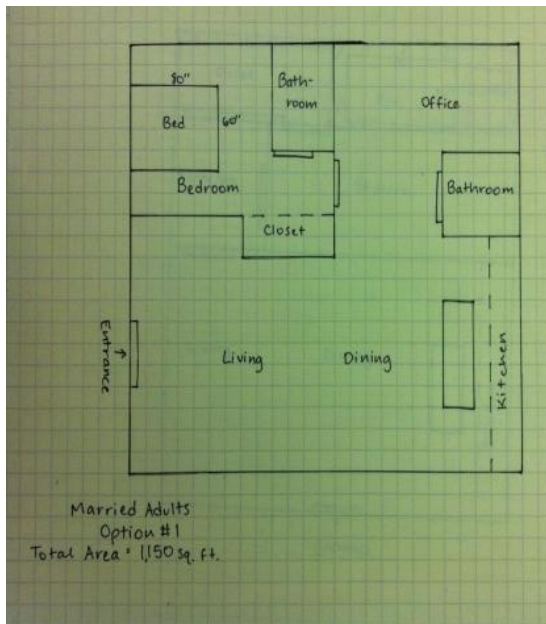 80"
Bath-
room
Office
Bed
60"
Bedroom
Bathroom
Closet
Entrance
↑
Living
Dining
Kitchen
Married Adults
Option #1
Total Area = 1,150 sq. ft.